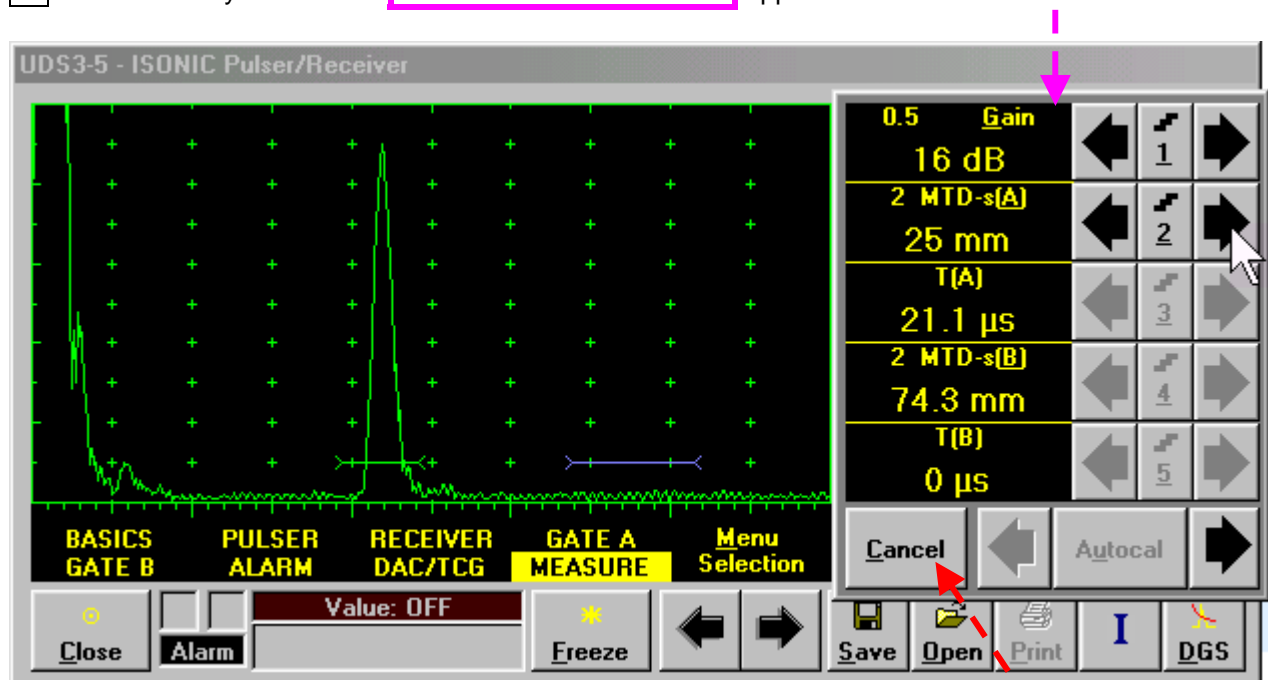 UDS3-5 - ISONIC Pulser/Receiver
0.5 Gain
16 dB
1
2 MTD-s(A)
25 mm
2
T(A)
21.1 µs
3
2 MTD-s(B)
74.3 mm
4
T(B)
0 µs
5
BASICS PULSER RECEIVER GATE A Menu
GATE B ALARM DAC/TCG MEASURE Selection
Cancel Autocal
Value: OFF
Close Alarm Freeze Save Open Print I DGS